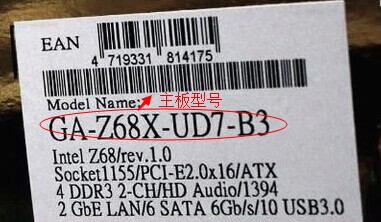 EAN
4 719331 814175
Model Name: 主板型号
GA-Z68X-UD7-B3
Intel Z68/rev.1.0
Socket1155/PCI-E2.0x16/ATX
4 DDR3 2-CH/HD Audio/1394
2 GbE LAN/6 SATA 6Gb/s/10 USB3.0